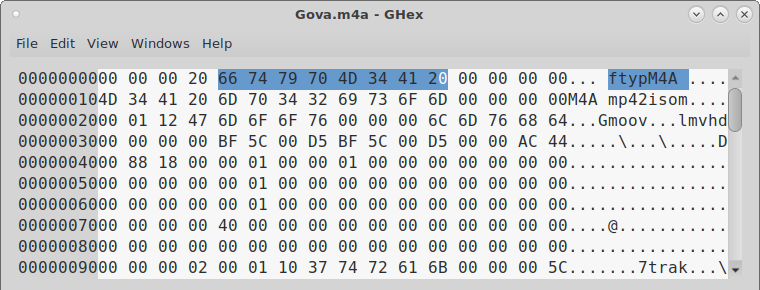 Gova.m4a - GHex
File Edit View Windows Help
00000000 00 00 00 20 66 74 79 70 4D 34 41 20 00 00 00 00 ... ftypM4A ....
00000010 4D 34 41 20 6D 70 34 32 69 73 6F 6D 00 00 00 00 M4A mp42isom....
00000020 00 01 12 47 6D 6F 6F 76 00 00 00 6C 6D 76 68 64 ...Gmoov...lmvhd
00000030 00 00 00 00 BF 5C 00 D5 BF 5C 00 D5 00 00 AC 44 .....\...\.....D
00000040 00 88 18 00 00 01 00 00 01 00 00 00 00 00 00 00 ................
00000050 00 00 00 00 00 01 00 00 00 00 00 00 00 00 00 00 ................
00000060 00 00 00 00 00 01 00 00 00 00 00 00 00 00 00 00 ................
00000070 00 00 00 00 40 00 00 00 00 00 00 00 00 00 00 00 ....@...........
00000080 00 00 00 00 00 00 00 00 00 00 00 00 00 00 00 00 ................
00000090 00 00 00 02 00 01 10 37 74 72 61 6B 00 00 00 5C .......7trak...\